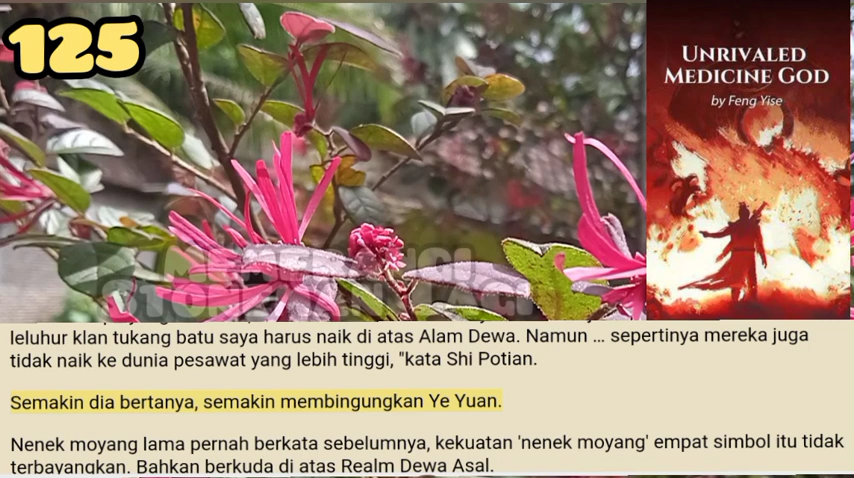 125
UNRIVALED
MEDICINE GOD
by Feng Yise
leluhur klan tukang batu saya harus naik di atas Alam Dewa. Namun ... sepertinya mereka juga
tidak naik ke dunia pesawat yang lebih tinggi, "kata Shi Potian.
Semakin dia bertanya, semakin membingungkan Ye Yuan.
Nenek moyang lama pernah berkata sebelumnya, kekuatan 'nenek moyang' empat simbol itu tidak
terbayangkan. Bahkan berkuda di atas Realm Dewa Asal.